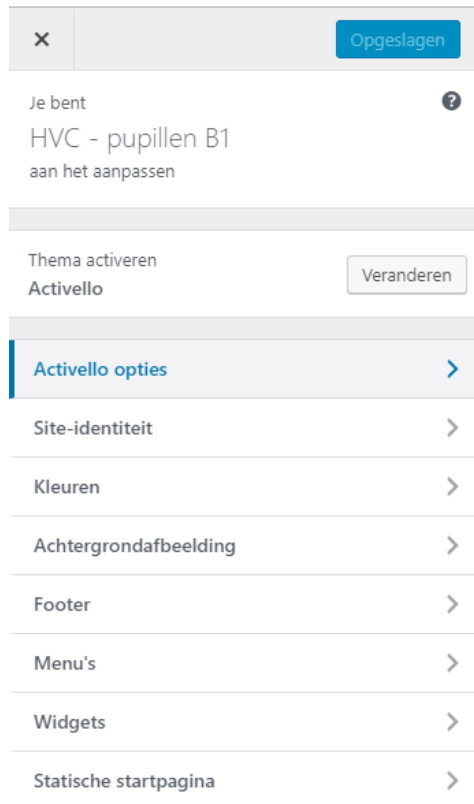 Opgeslagen
Je bent
HVC - pupillen B1
aan het aanpassen
Thema activeren
Activello
Veranderen
Activello opties
Site-identiteit
Kleuren
Achtergrondafbeelding
Footer
Menu's
Widgets
Statische startpagina